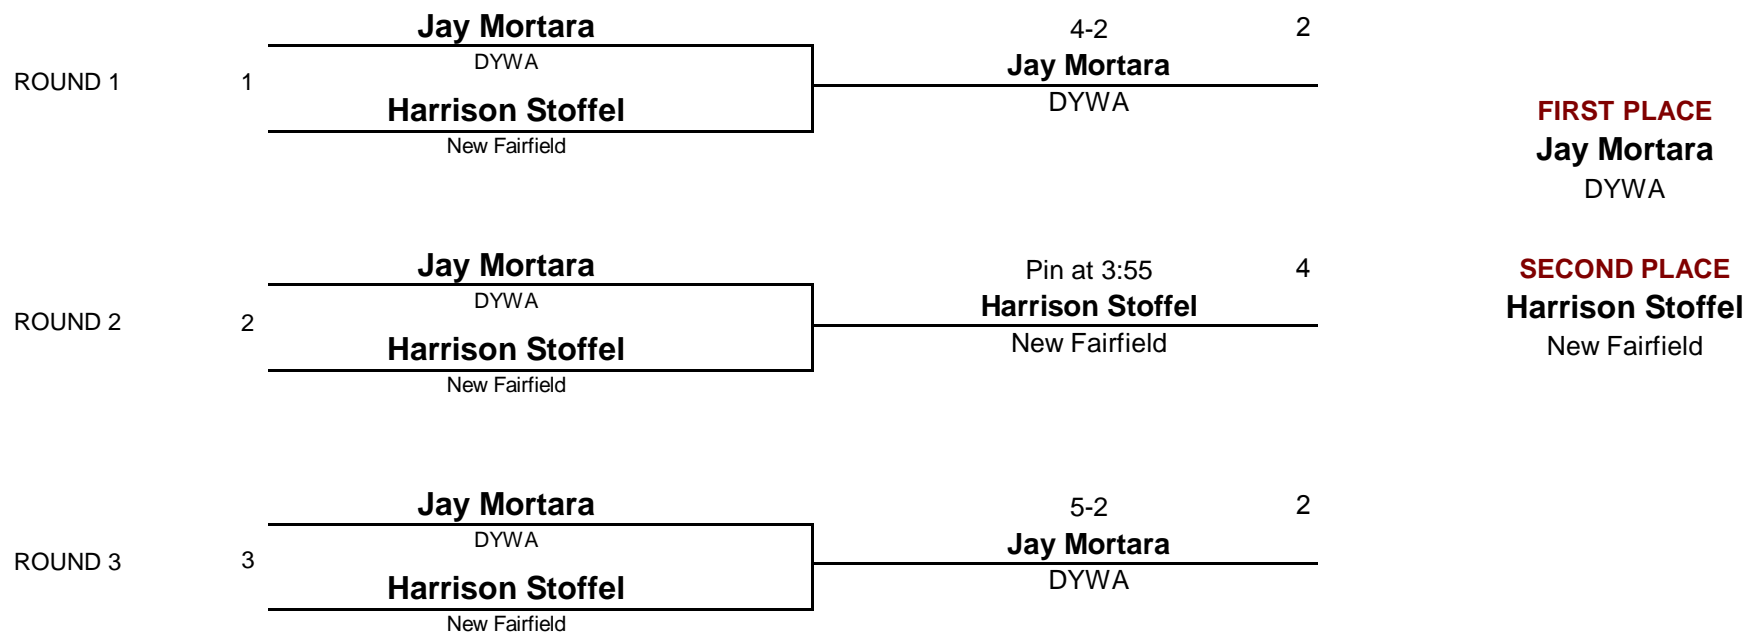 Jay Mortara
4-2 2
DYWA
Jay Mortara
ROUND 1 1
Harrison Stoffel
DYWA
New Fairfield
FIRST PLACE
Jay Mortara
DYWA
Jay Mortara
Pin at 3:55 4
DYWA
Harrison Stoffel
ROUND 2 2
Harrison Stoffel
New Fairfield
New Fairfield
SECOND PLACE
Harrison Stoffel
New Fairfield
Jay Mortara
5-2 2
DYWA
Jay Mortara
ROUND 3 3
Harrison Stoffel
DYWA
New Fairfield